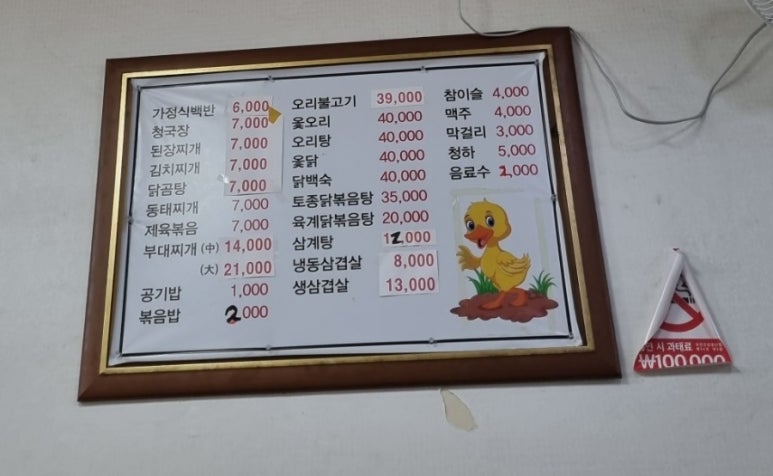 가정식백반 6,000
청국장 7,000
된장찌개 7,000
김치찌개 7,000
닭곰탕 7,000
동태찌개 7,000
제육볶음 7,000
부대찌개 (中) 14,000
(大) 21,000
공기밥 1,000
볶음밥 2,000
오리불고기 39,000
옻오리 40,000
오리탕 40,000
옻닭 40,000
닭백숙 40,000
토종닭볶음탕 35,000
육계닭볶음탕 20,000
삼계탕 12,000
냉동삼겹살 8,000
생삼겹살 13,000
참이슬 4,000
맥주 4,000
막걸리 3,000
청하 5,000
음료수 2,000
시 과태료
₩100,000